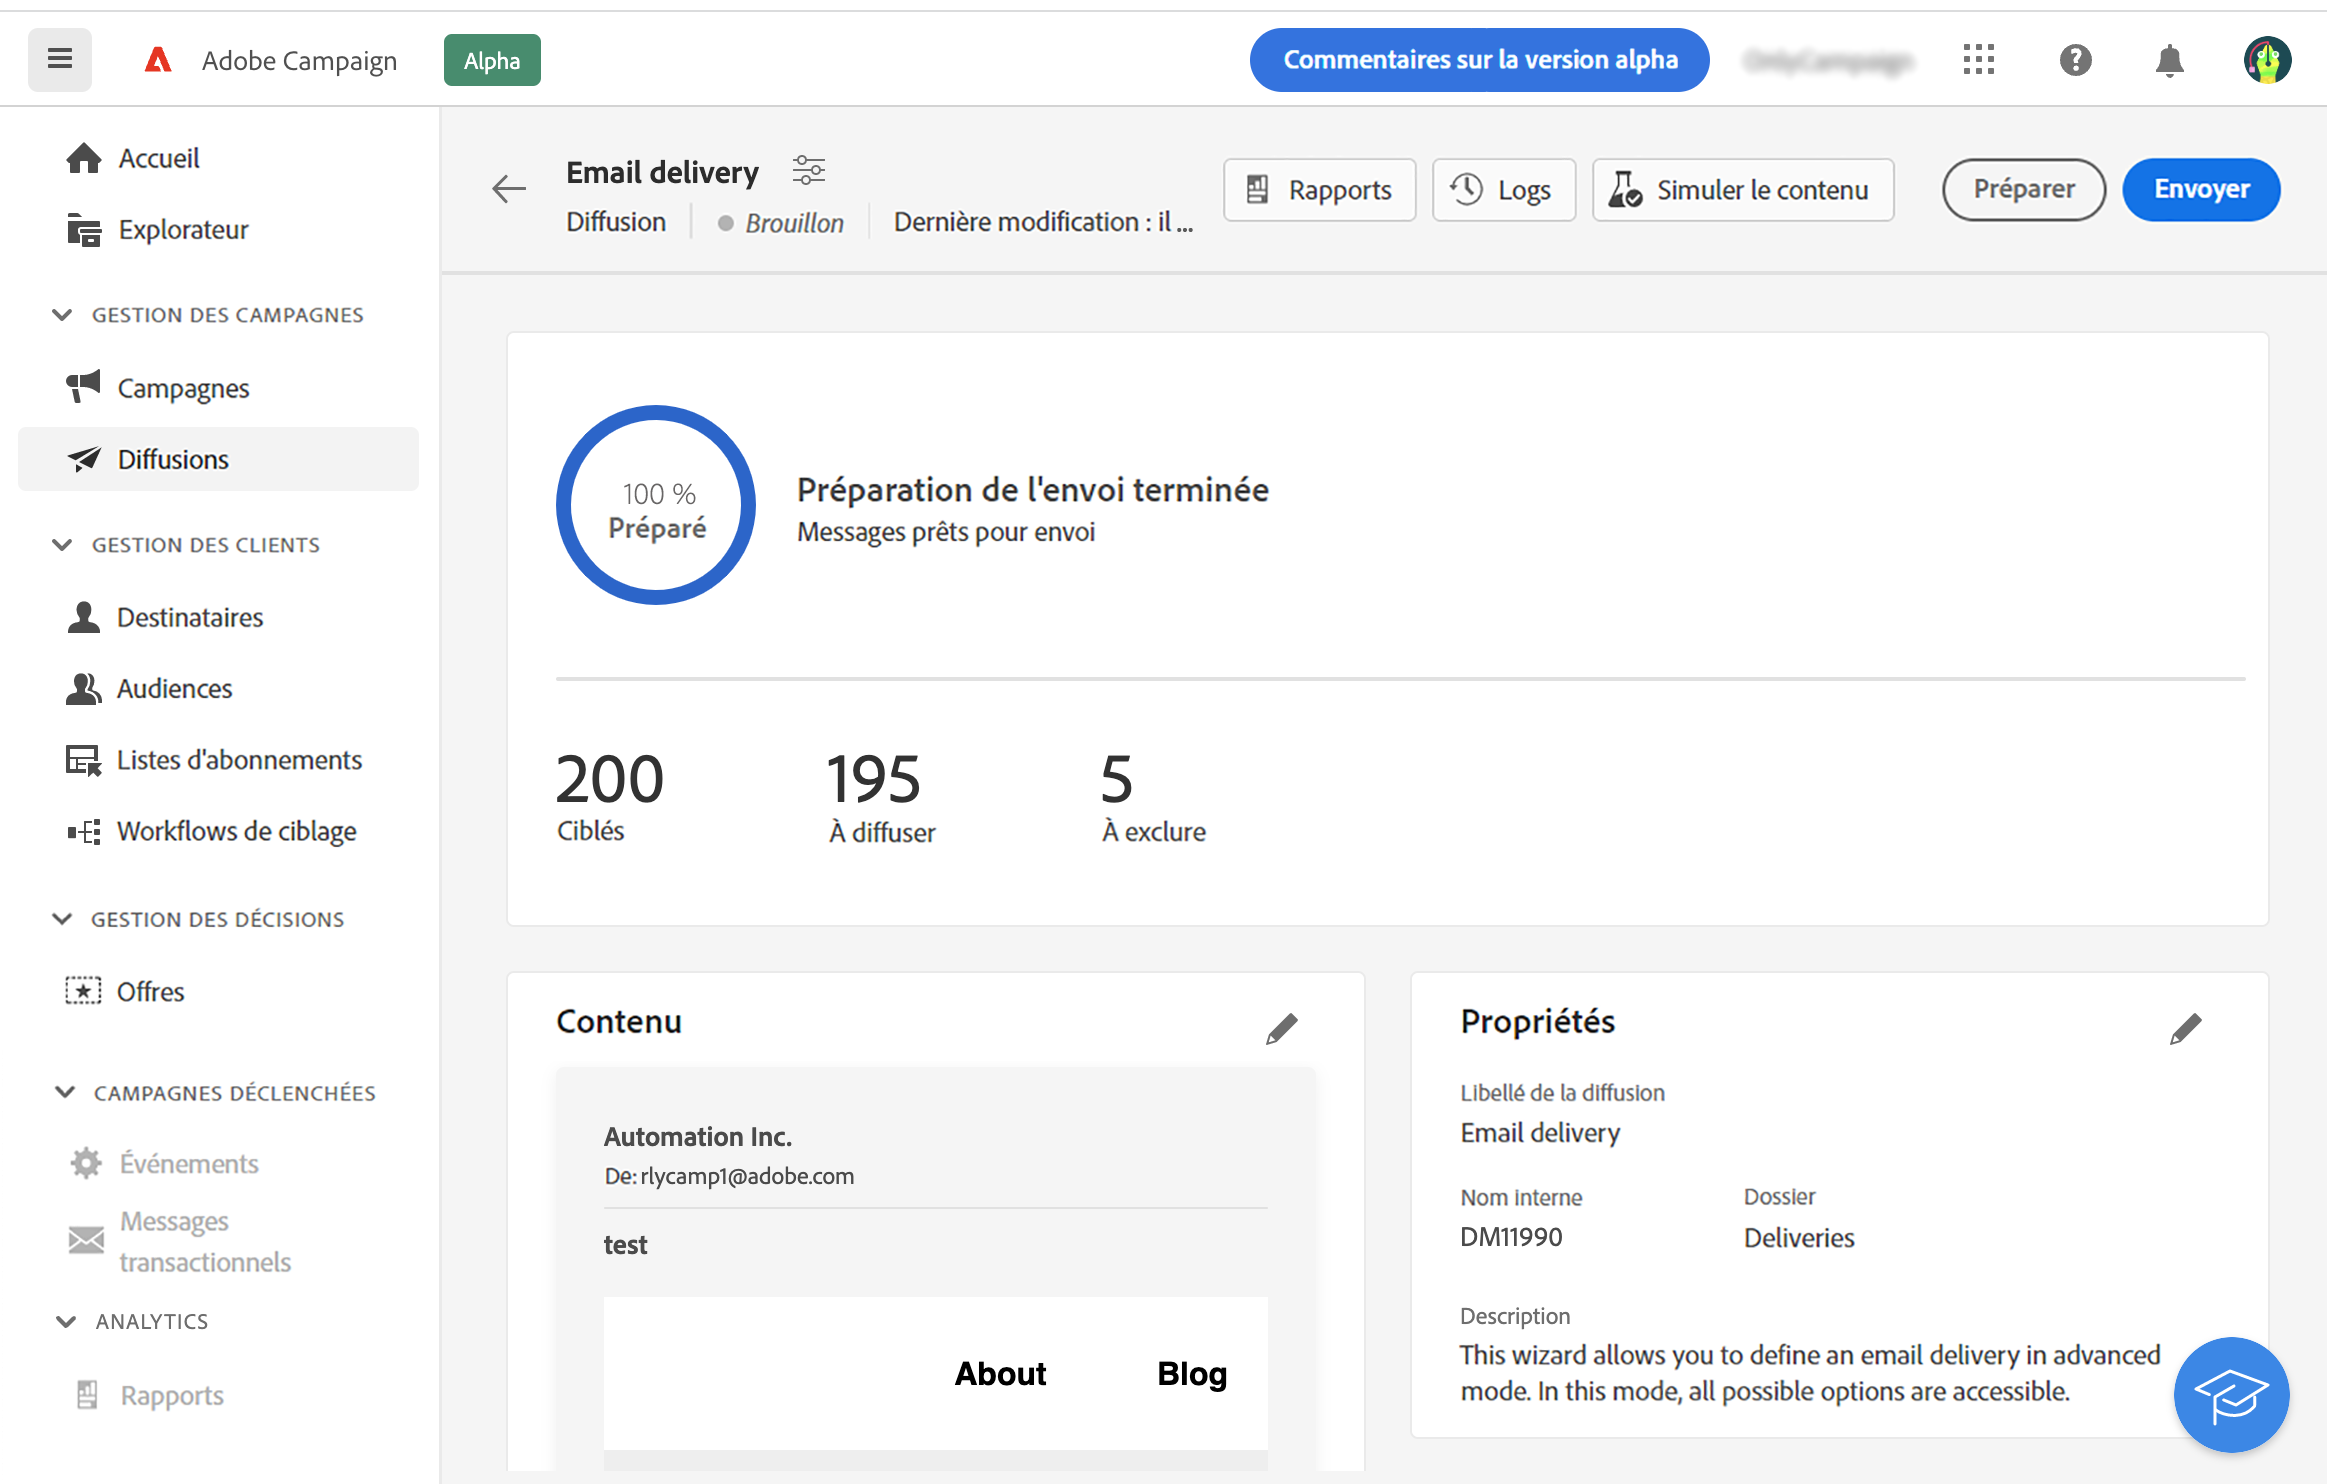 Adobe Campaign
Alpha
Commentaires sur la version alpha
Accueil
Explorateur
GESTION DES CAMPAGNES
Campagnes
Diffusions
GESTION DES CLIENTS
Destinataires
Audiences
Listes d'abonnements
Workflows de ciblage
GESTION DES DÉCISIONS
Offres
CAMPAGNES DÉCLENCHÉES
Événements
Messages
transactionnels
ANALYTICS
Rapports
Email delivery
Diffusion
Brouillon
Dernière modification : il ...
Rapports
Logs
Simuler le contenu
Préparer
Envoyer
100 %
Préparé
Préparation de l'envoi terminée
Messages prêts pour envoi
200
Ciblés
195
À diffuser
5
À exclure
Contenu
Automation Inc.
De: rlycamp1@adobe.com
test
About
Blog
Propriétés
Libellé de la diffusion
Email delivery
Nom interne
DM11990
Dossier
Deliveries
Description
This wizard allows you to define an email delivery in advanced
mode. In this mode, all possible options are accessible.